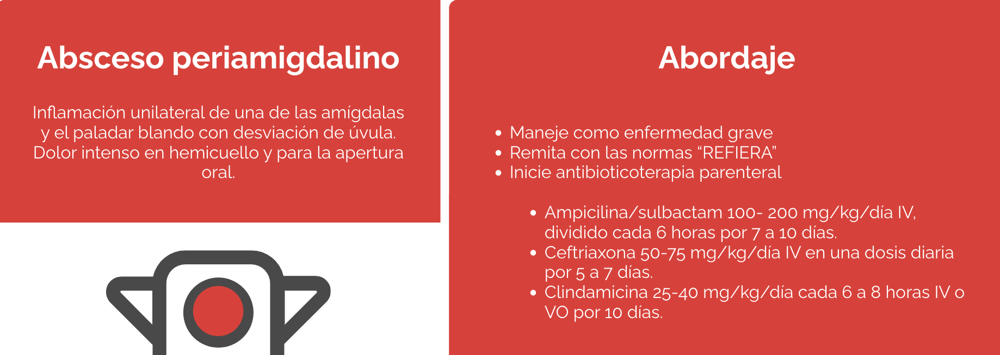 Absceso periamigdalino
Inflamación unilateral de una de las amígdalas
y el paladar blando con desviación de úvula.
Dolor intenso en hemicuello y para la apertura
oral.
Abordaje
• Maneje como enfermedad grave
• Remita con las normas “REFIERA”
• Inicie antibioticoterapia parenteral
• Ampicilina/sulbactam 100- 200 mg/kg/día IV,
dividido cada 6 horas por 7 a 10 días.
• Ceftriaxona 50-75 mg/kg/día IV en una dosis diaria
por 5 a 7 días.
• Clindamicina 25-40 mg/kg/día cada 6 a 8 horas IV o
VO por 10 días.